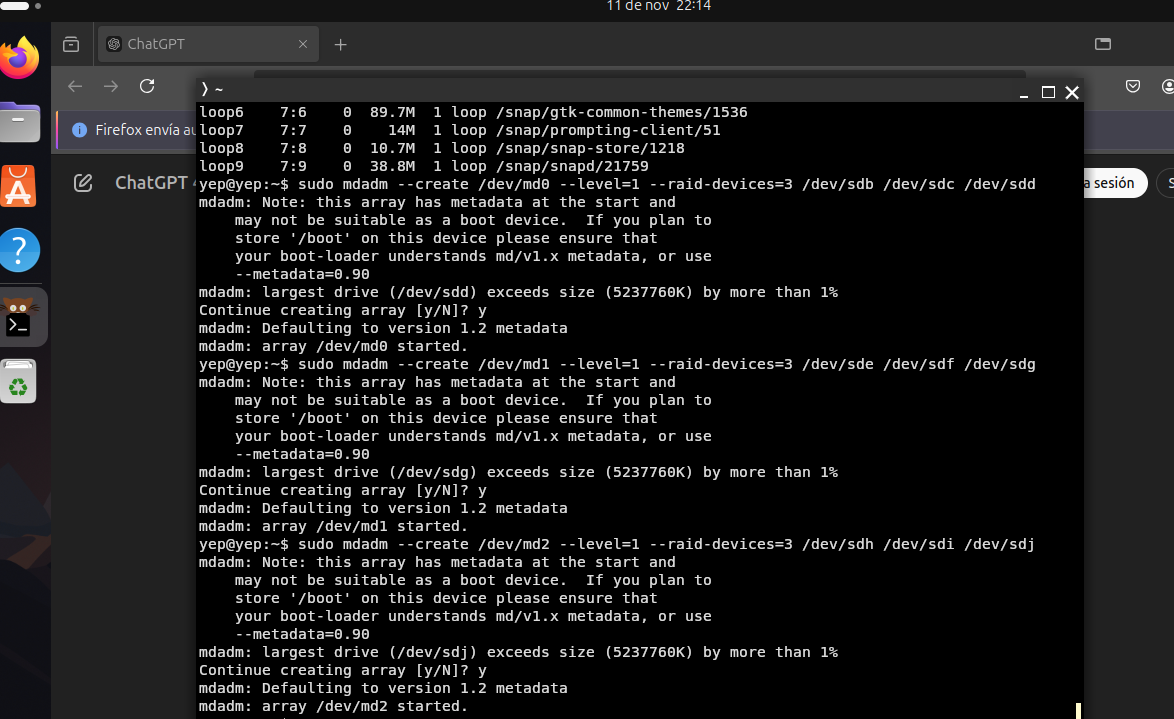 11 de nov 22:14
ChatGPT
Firefox envía au
ChatGPT
a sesión
❭ ~
loop6    7:6    0  89.7M  1 loop /snap/gtk-common-themes/1536
loop7    7:7    0    14M  1 loop /snap/prompting-client/51
loop8    7:8    0  10.7M  1 loop /snap/snap-store/1218
loop9    7:9    0  38.8M  1 loop /snap/snapd/21759
yep@yep:~$ sudo mdadm --create /dev/md0 --level=1 --raid-devices=3 /dev/sdb /dev/sdc /dev/sdd
mdadm: Note: this array has metadata at the start and
    may not be suitable as a boot device.  If you plan to
    store '/boot' on this device please ensure that
    your boot-loader understands md/v1.x metadata, or use
    --metadata=0.90
mdadm: largest drive (/dev/sdd) exceeds size (5237760K) by more than 1%
Continue creating array [y/N]? y
mdadm: Defaulting to version 1.2 metadata
mdadm: array /dev/md0 started.
yep@yep:~$ sudo mdadm --create /dev/md1 --level=1 --raid-devices=3 /dev/sde /dev/sdf /dev/sdg
mdadm: Note: this array has metadata at the start and
    may not be suitable as a boot device.  If you plan to
    store '/boot' on this device please ensure that
    your boot-loader understands md/v1.x metadata, or use
    --metadata=0.90
mdadm: largest drive (/dev/sdg) exceeds size (5237760K) by more than 1%
Continue creating array [y/N]? y
mdadm: Defaulting to version 1.2 metadata
mdadm: array /dev/md1 started.
yep@yep:~$ sudo mdadm --create /dev/md2 --level=1 --raid-devices=3 /dev/sdh /dev/sdi /dev/sdj
mdadm: Note: this array has metadata at the start and
    may not be suitable as a boot device.  If you plan to
    store '/boot' on this device please ensure that
    your boot-loader understands md/v1.x metadata, or use
    --metadata=0.90
mdadm: largest drive (/dev/sdj) exceeds size (5237760K) by more than 1%
Continue creating array [y/N]? y
mdadm: Defaulting to version 1.2 metadata
mdadm: array /dev/md2 started.